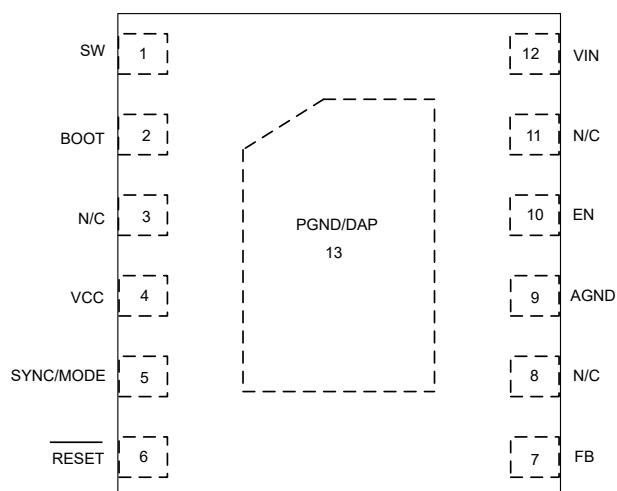 SW 1 12 VIN
BOOT 2 11 N/C
N/C 3 10 EN
PGND/DAP
13
VCC 4 9 AGND
SYNC/MODE 5 8 N/C
RESET 6 7 FB